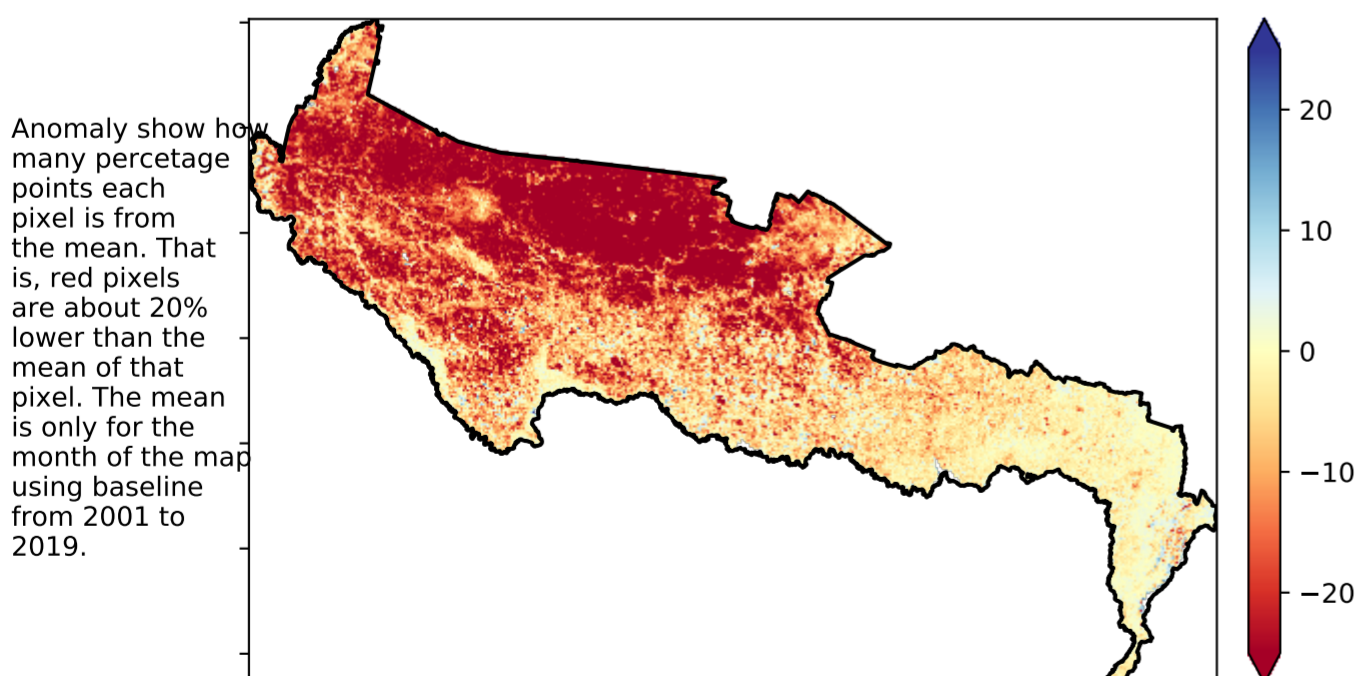 Anomaly show how
many percetage
points each
pixel is from
the mean. That
is, red pixels
are about 20%
lower than the
mean of that
pixel. The mean
is only for the
month of the map
using baseline
from 2001 to
2019.
20
10
0
−10
−20